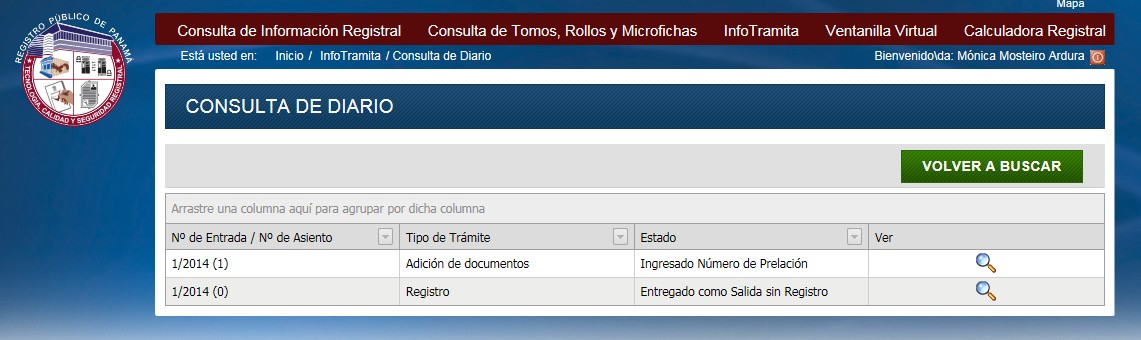 Mapa
REGISTRO PÚBLICO DE PANAMÁ
TECNOLOGÍA, CALIDAD Y SEGURIDAD REGISTRAL
Consulta de Información Registral Consulta de Tomos, Rollos y Microfichas InfoTramita Ventanilla Virtual Calculadora Registral
Está usted en: Inicio / InfoTramita / Consulta de Diario Bienvenido\da: Mónica Mosteiro Ardura
CONSULTA DE DIARIO
VOLVER A BUSCAR
Arrastre una columna aquí para agrupar por dicha columna
Nº de Entrada / Nº de Asiento Tipo de Trámite Estado Ver
1/2014 (1) Adición de documentos Ingresado Número de Prelación
1/2014 (0) Registro Entregado como Salida sin Registro